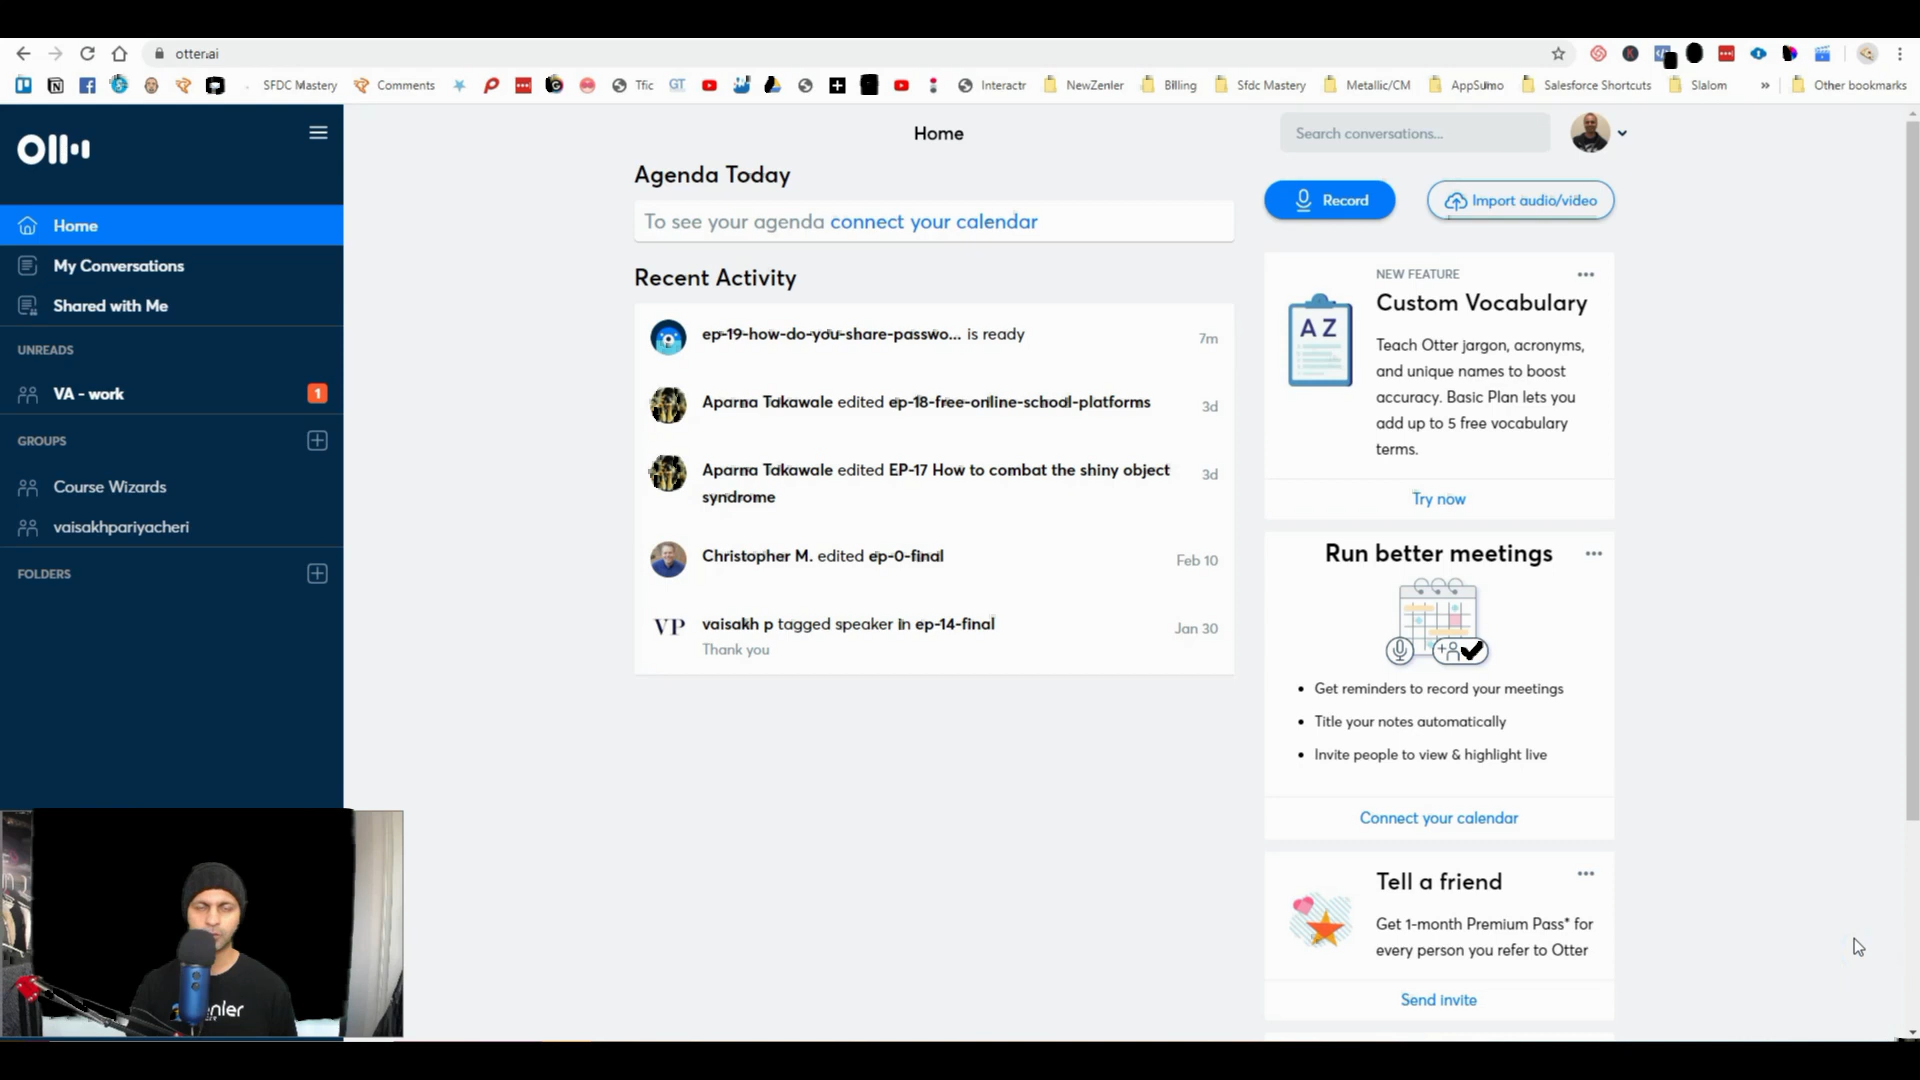 otter.ai
SFDC Mastery
Comments
Tfic
GT
Interactr
NewZenler
Billing
Sfdc Mastery
Metallic/CM
AppSumo
Salesforce Shortcuts
Slalom
»
Other bookmarks
Home
Search conversations...
Home
My Conversations
Shared with Me
UNREADS
VA - work
1
GROUPS
Course Wizards
vaisakhpariyacheri
FOLDERS
Agenda Today
To see your agenda connect your calendar
Recent Activity
ep-19-how-do-you-share-passwo... is ready
7m
Aparna Takawale edited ep-18-free-online-school-platforms
3d
Aparna Takawale edited EP-17 How to combat the shiny object
syndrome
3d
Christopher M. edited ep-0-final
Feb 10
VP
vaisakh p tagged speaker in ep-14-final
Thank you
Jan 30
Record
Import audio/video
NEW FEATURE
Custom Vocabulary
A Z
Teach Otter jargon, acronyms,
and unique names to boost
accuracy. Basic Plan lets you
add up to 5 free vocabulary
terms.
Try now
Run better meetings
• Get reminders to record your meetings
• Title your notes automatically
• Invite people to view & highlight live
Connect your calendar
Tell a friend
Get 1-month Premium Pass* for
every person you refer to Otter
Send invite